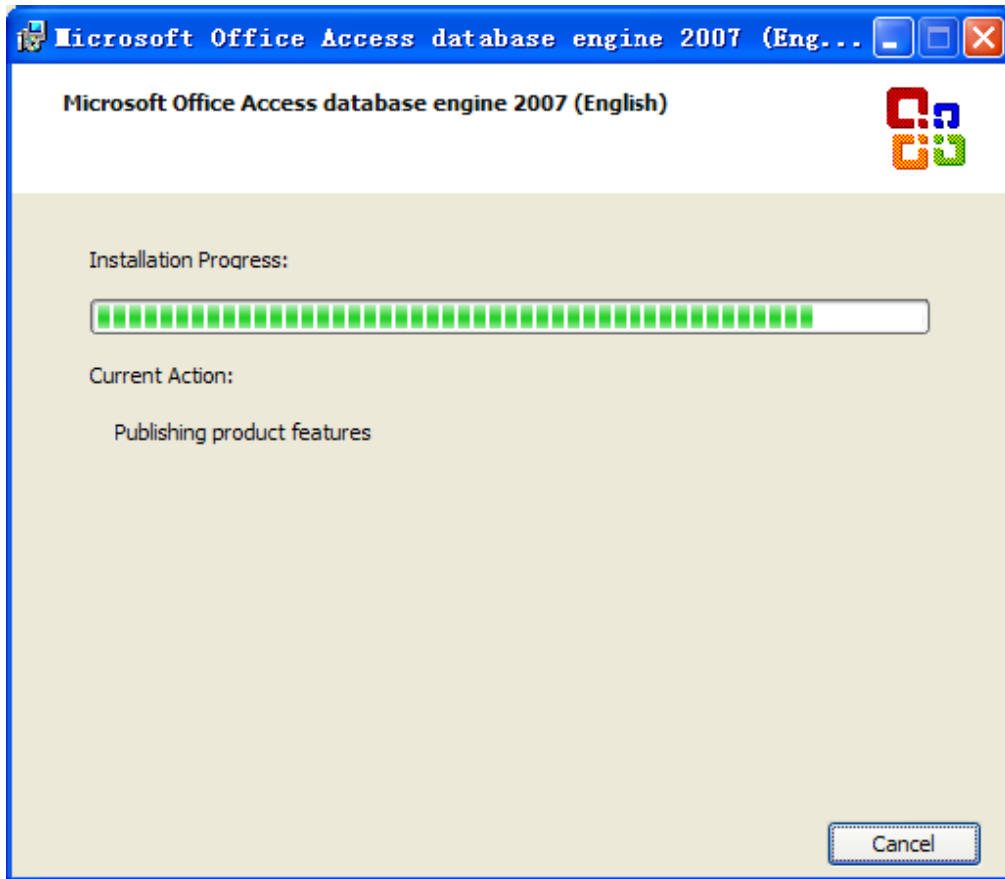 Microsoft Office Access database engine 2007 (Eng...
Microsoft Office Access database engine 2007 (English)
Installation Progress:
Current Action:
Publishing product features
Cancel